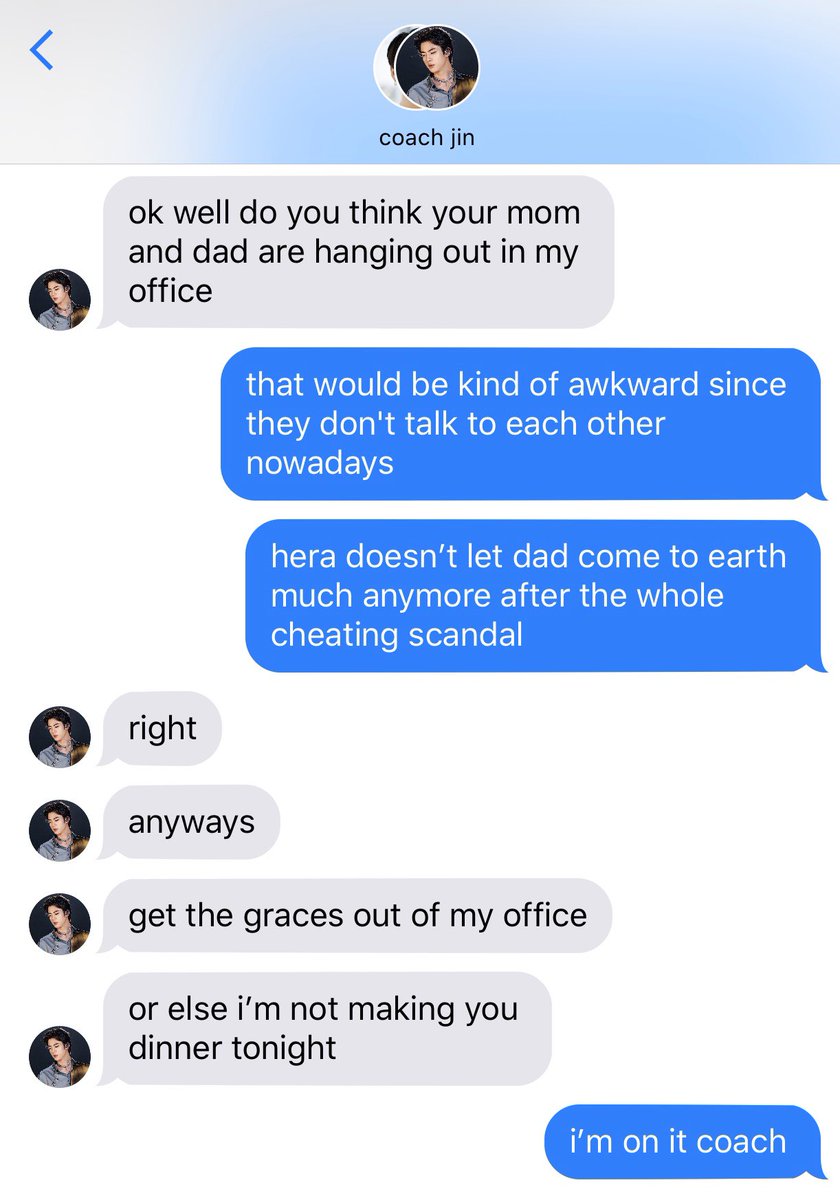 coach jin
ok well do you think your mom
and dad are hanging out in my
office
that would be kind of awkward since
they don't talk to each other
nowadays
hera doesn’t let dad come to earth
much anymore after the whole
cheating scandal
right
anyways
get the graces out of my office
or else i’m not making you
dinner tonight
i’m on it coach